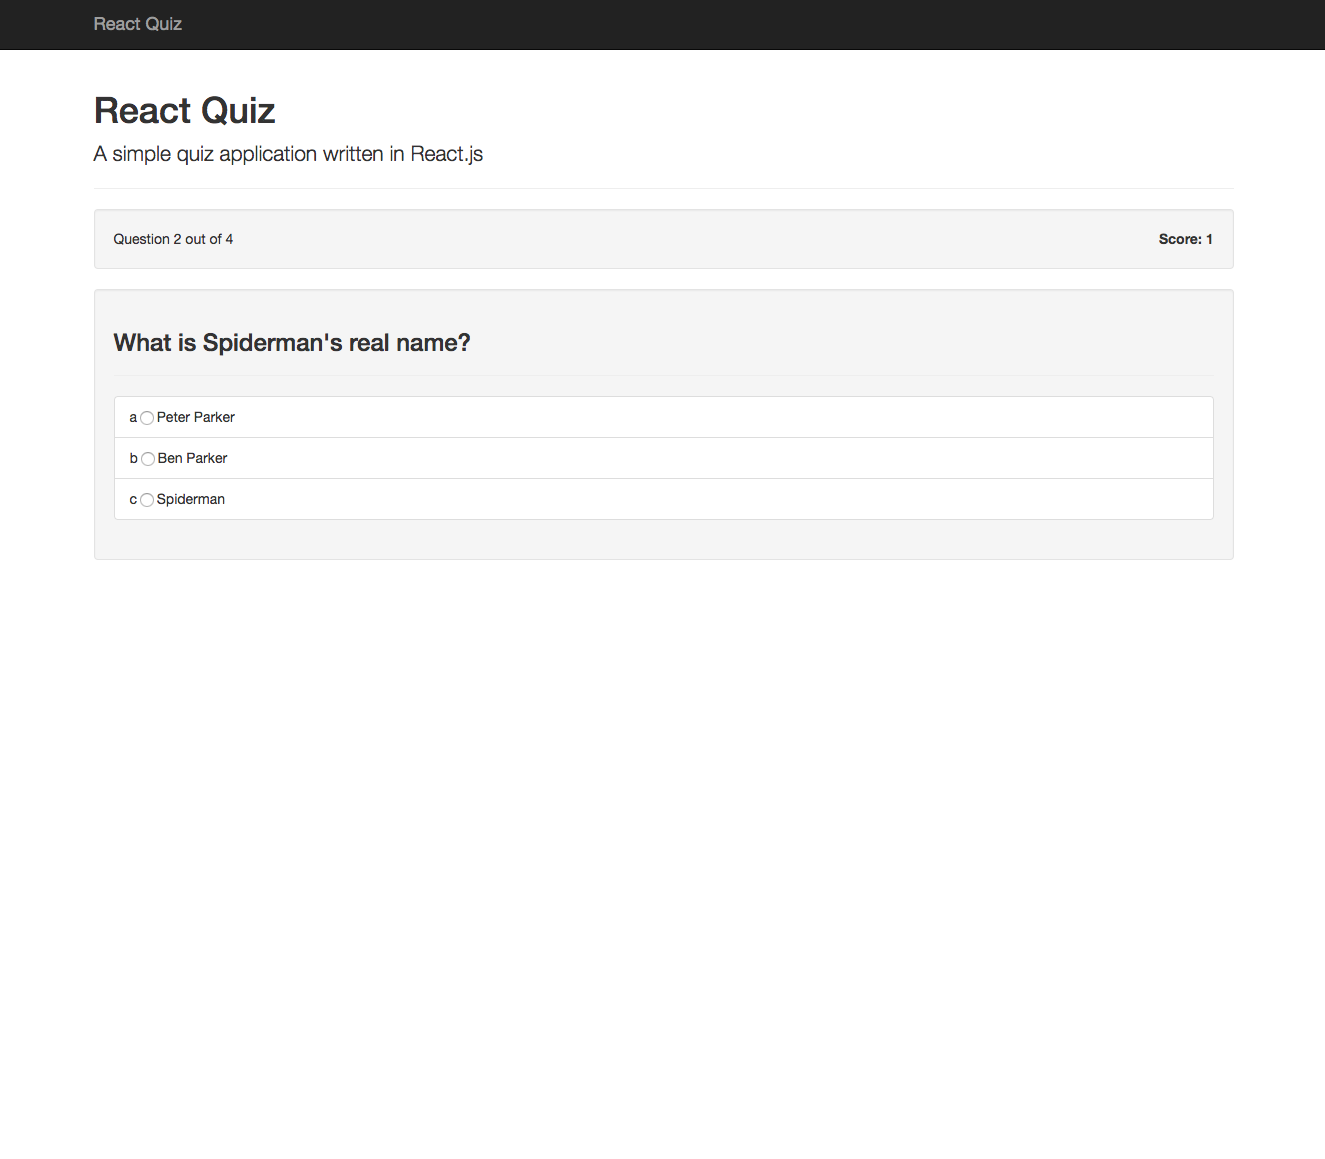 React Quiz
React Quiz
A simple quiz application written in React.js
Question 2 out of 4
Score: 1
What is Spiderman's real name?
a Peter Parker
b Ben Parker
c Spiderman